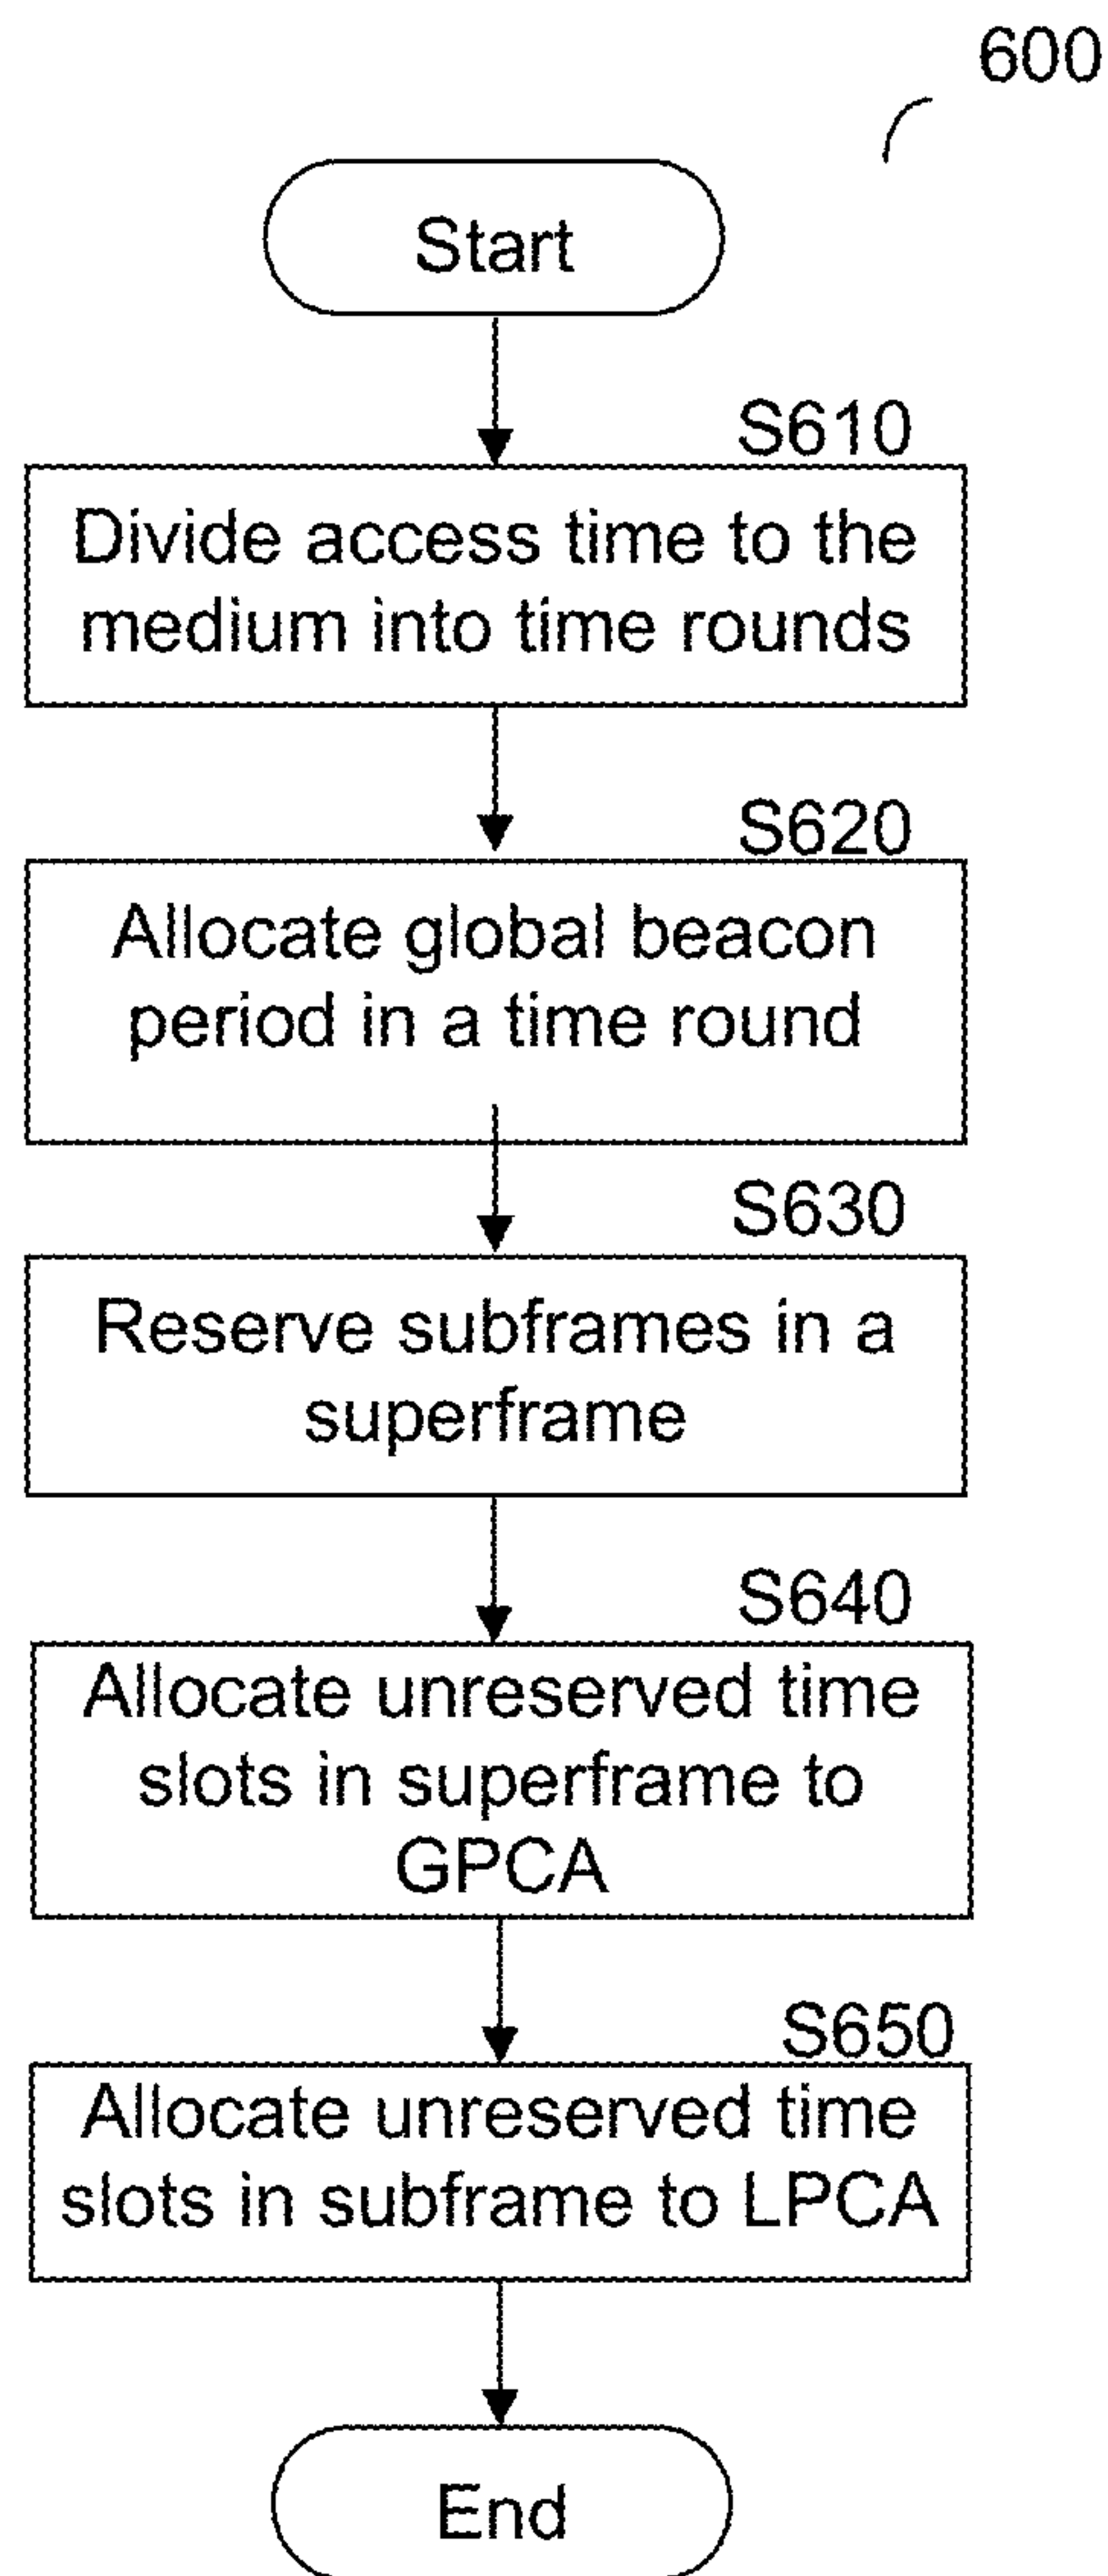 600
Start
S610
Divide access time to the
medium into time rounds
S620
Allocate global beacon
period in a time round
S630
Reserve subframes in a
superframe
S640
Allocate unreserved time
slots in superframe to
GPCA
S650
Allocate unreserved time
slots in subframe to LPCA
End